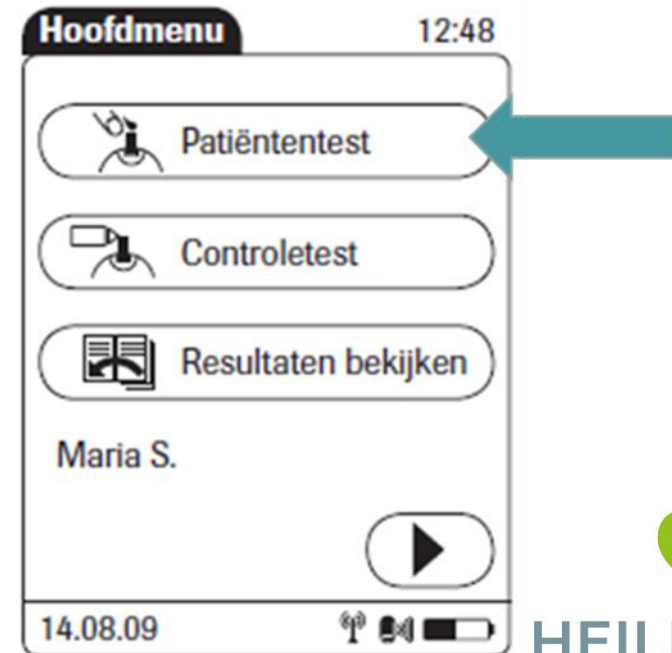 Hoofdmenu 12:48
Patiëntentest
Controletest
Resultaten bekijken
Maria S.
14.08.09